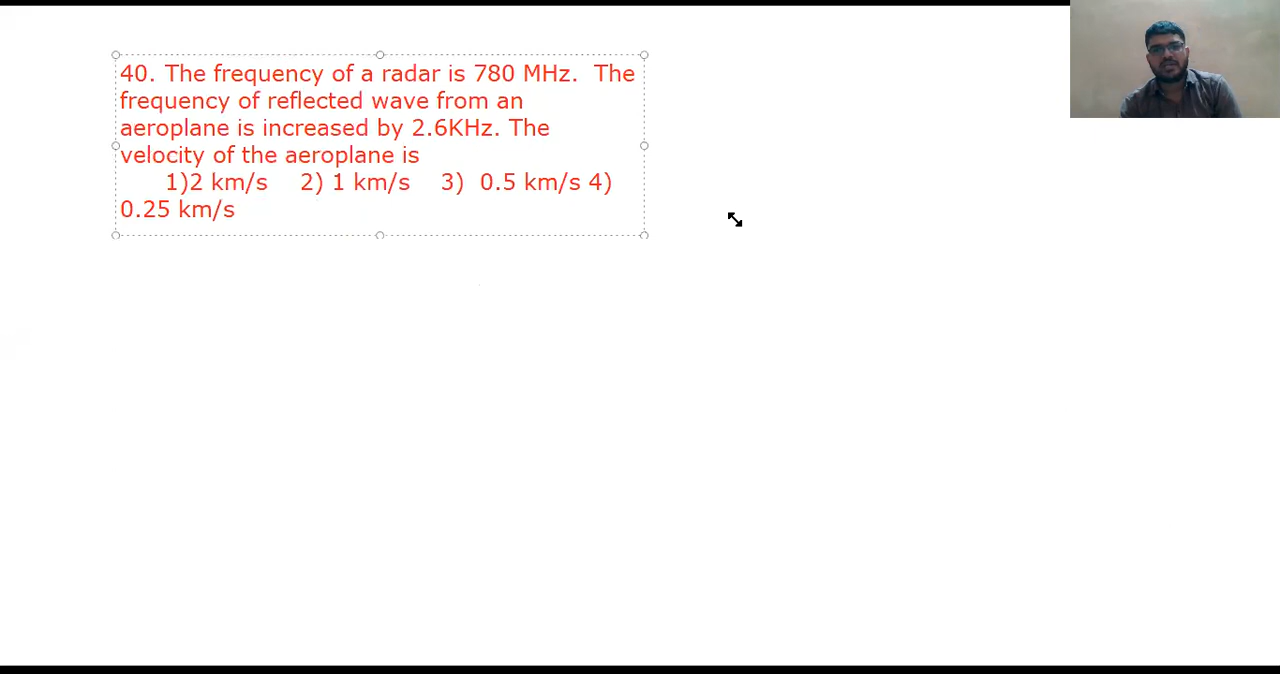 40. The frequency of a radar is 780 MHz. The
frequency of reflected wave from an
aeroplane is increased by 2.6KHz. The
velocity of the aeroplane is
1)2 km/s 2) 1 km/s 3) 0.5 km/s 4)
0.25 km/s